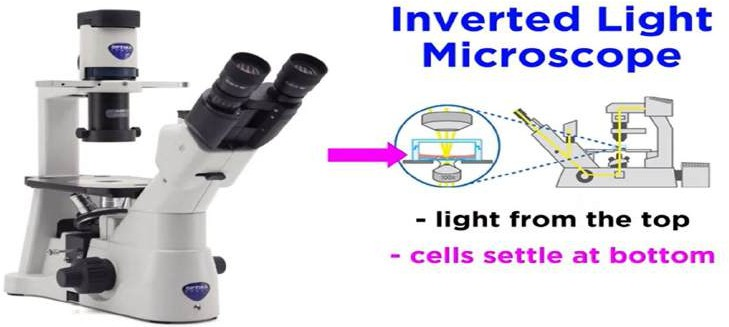 Inverted Light
Microscope
- light from the top
- cells settle at bottom